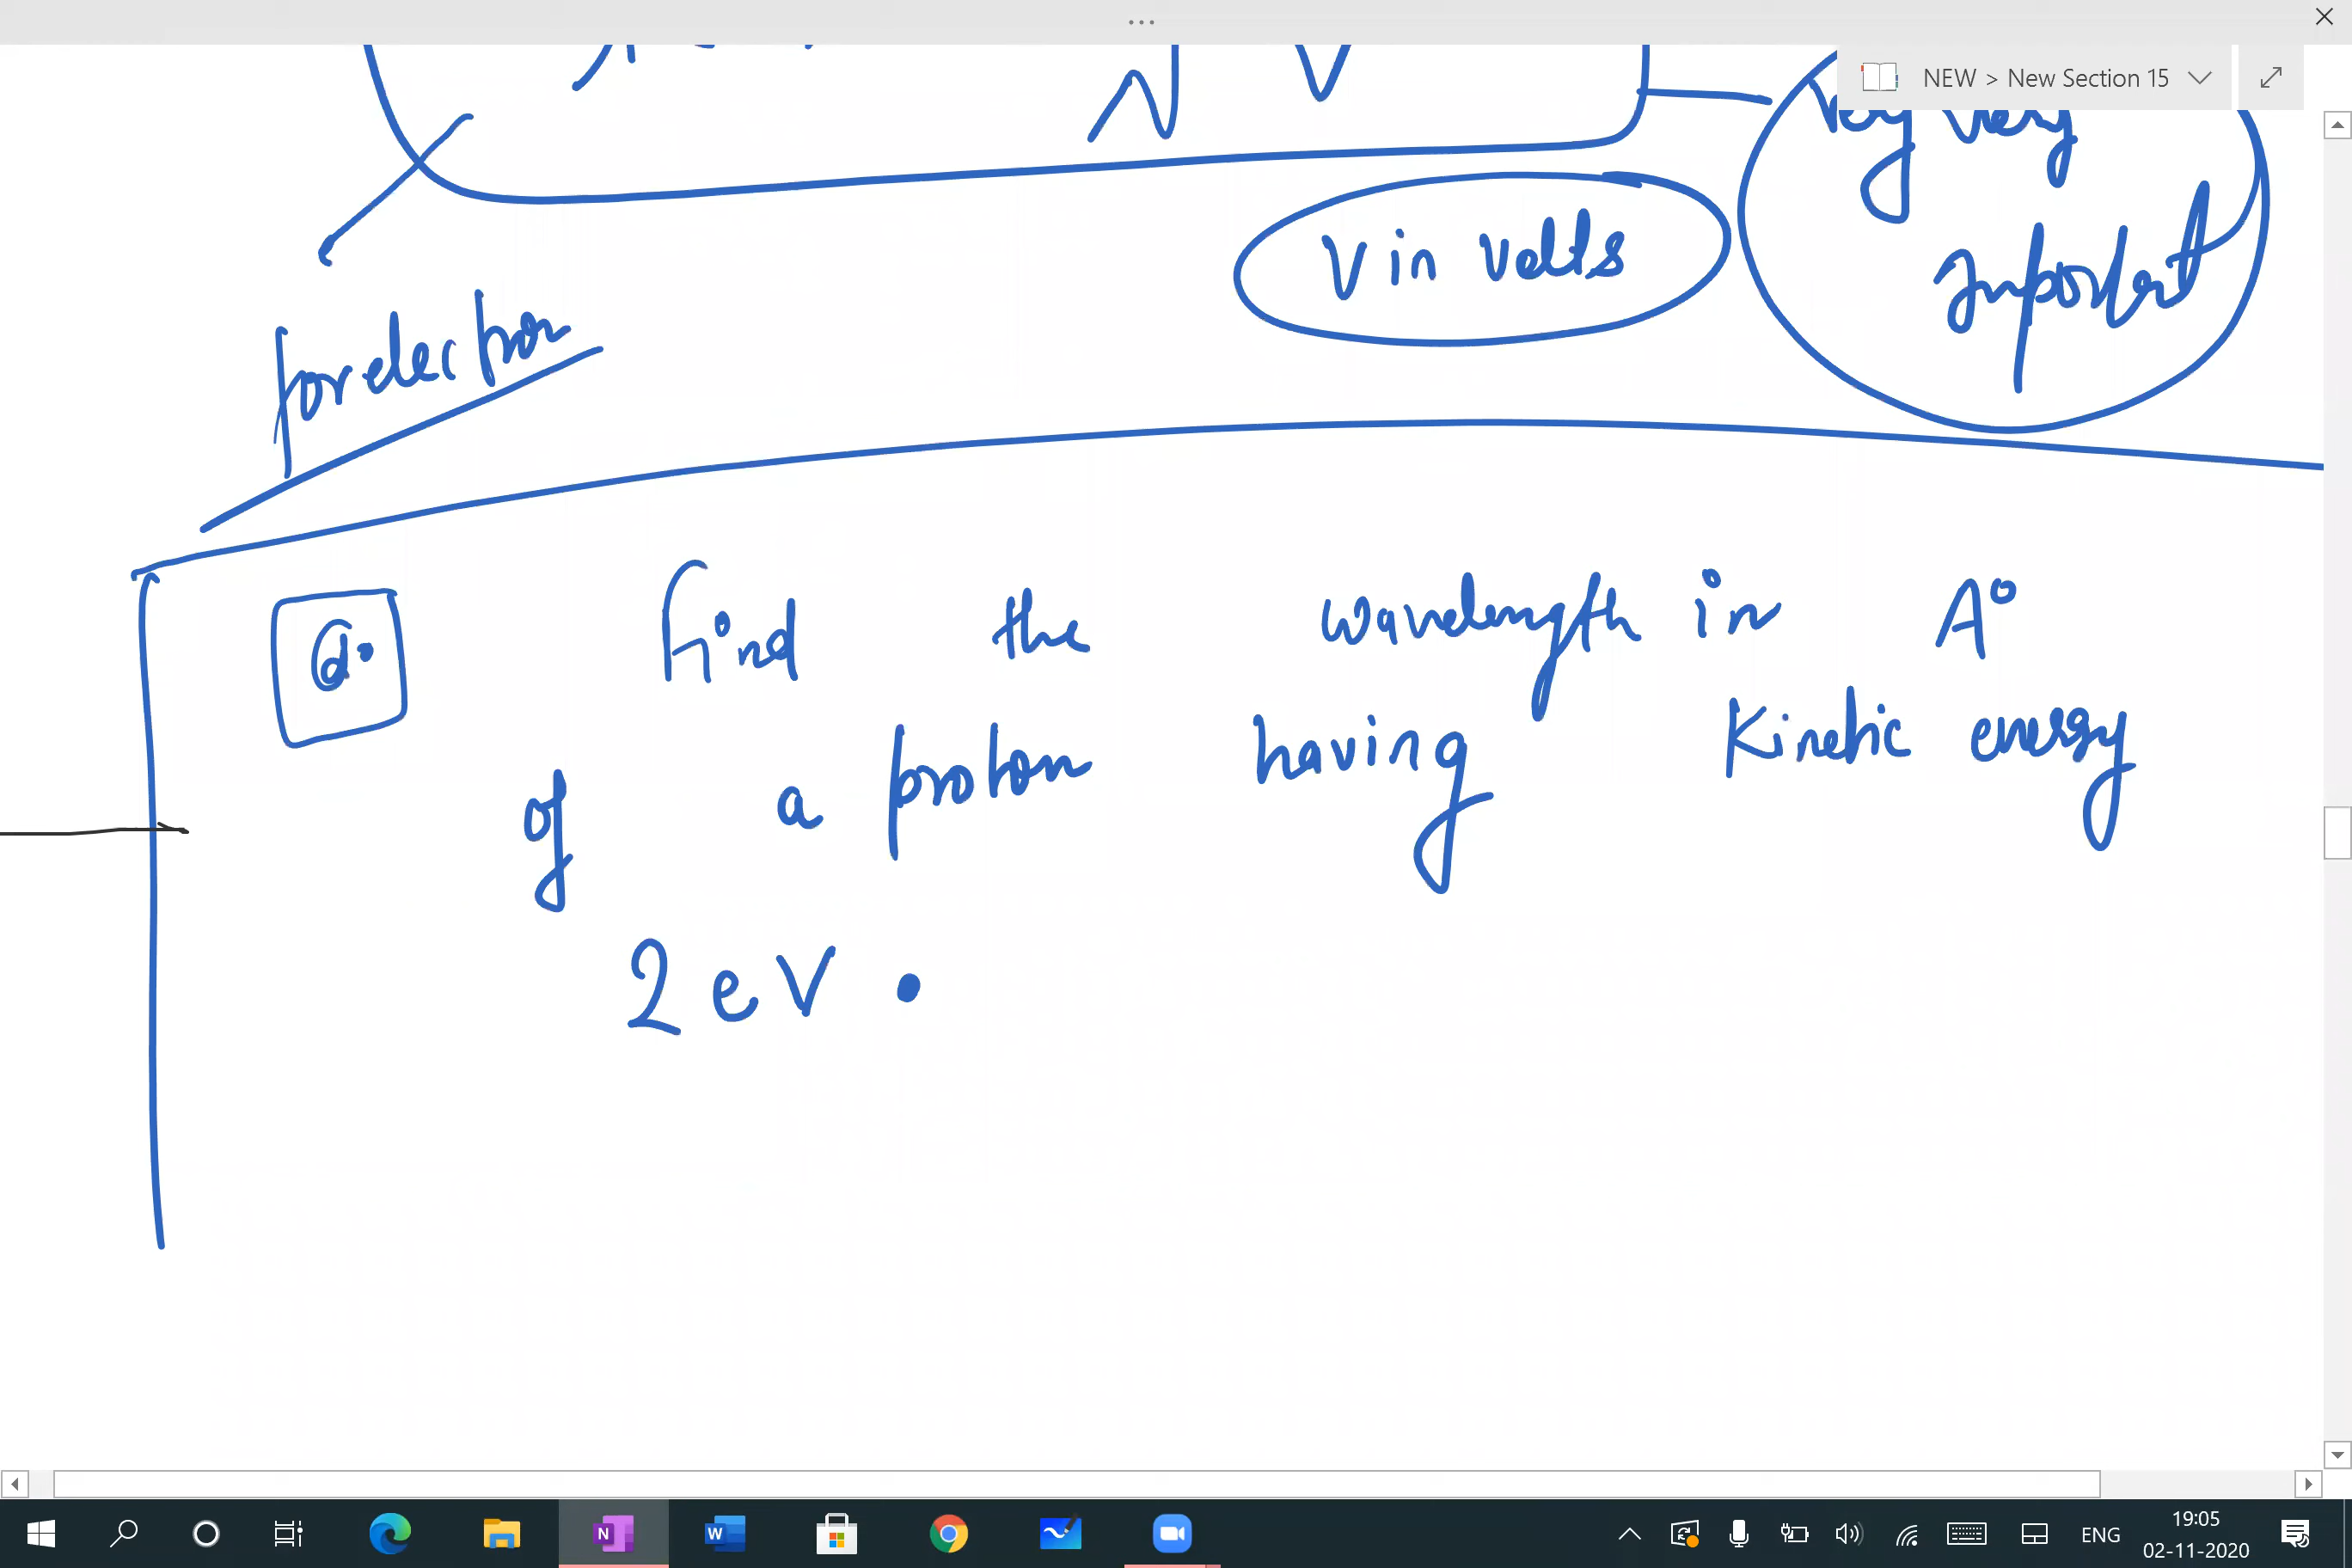 NEW > New Section 15
Very Very
Important
V in Volts
for electron
Q. Find the wavelength in A°
of a proton having Kinetic energy
2 eV .
ENG
19:05
02-11-2020